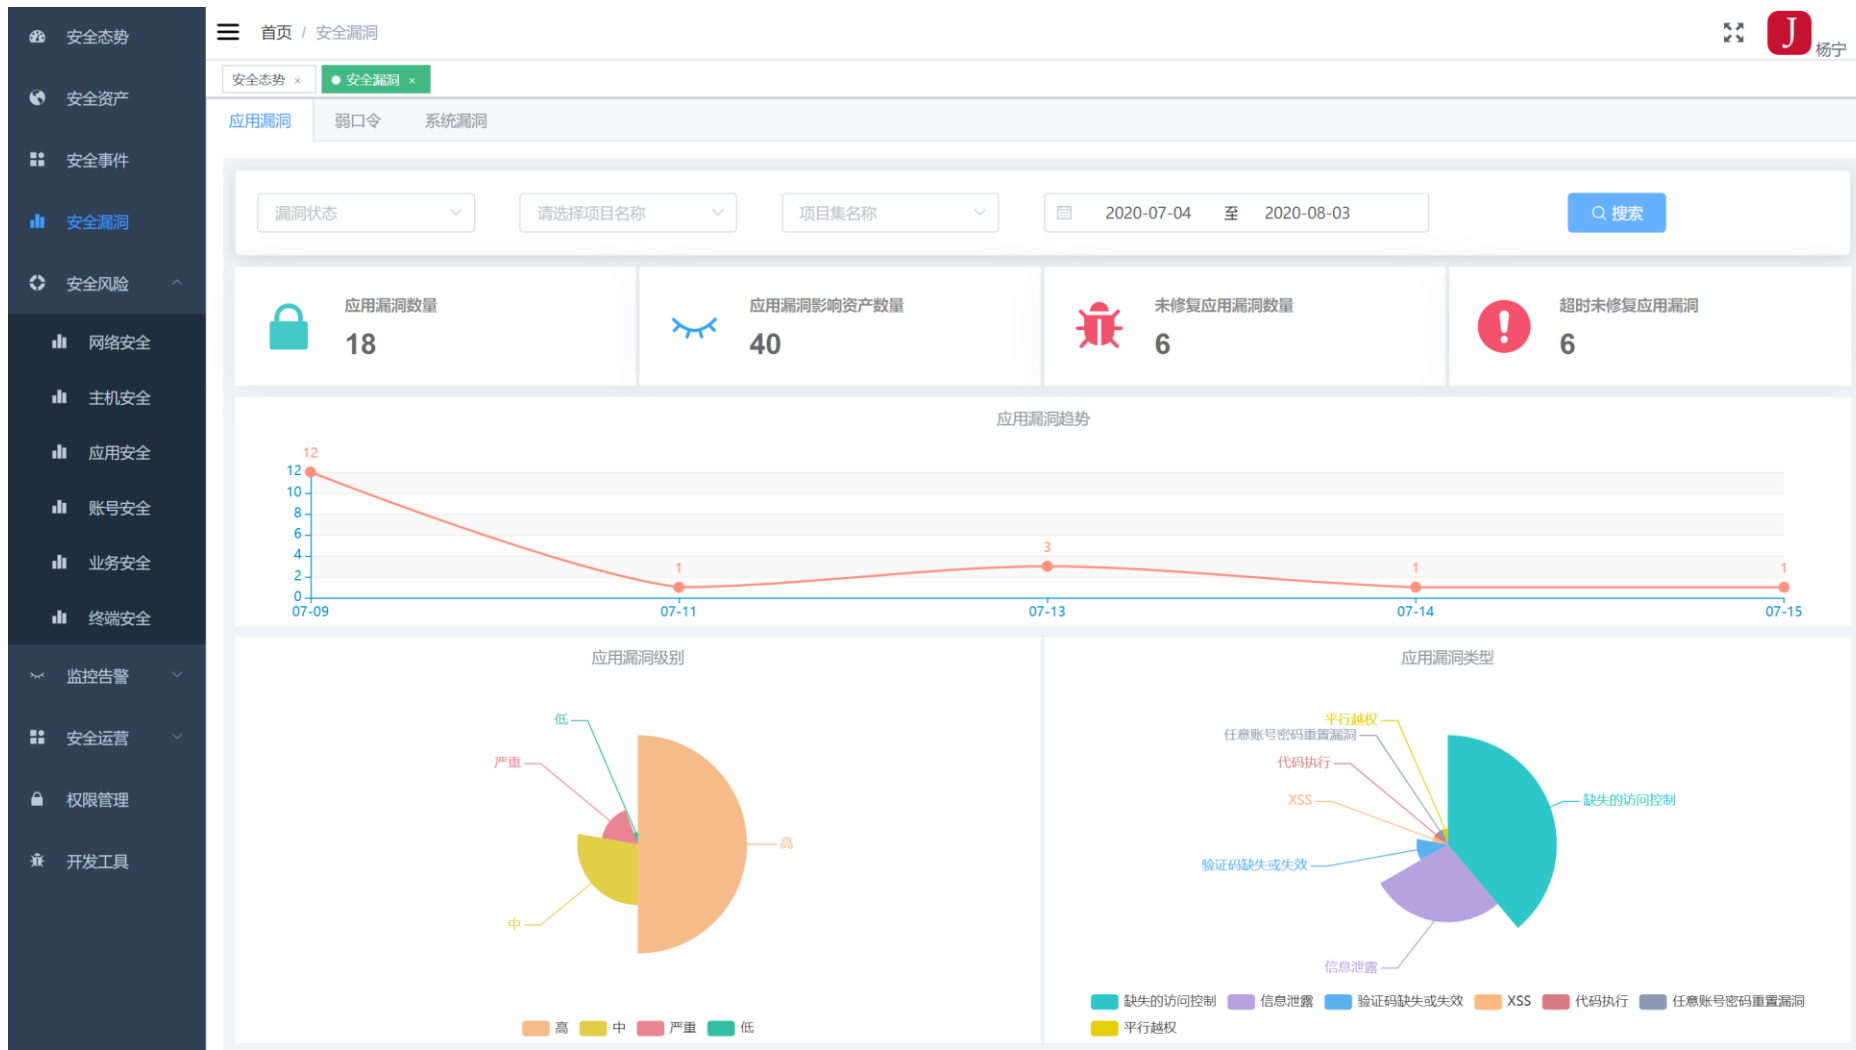 安全态势
安全资产
安全事件
安全漏洞
安全风险
网络安全
主机安全
应用安全
账号安全
业务安全
终端安全
监控告警
安全运营
权限管理
开发工具
首页 / 安全漏洞
J 杨宁
安全态势 × 安全漏洞 ×
应用漏洞 弱口令 系统漏洞
漏洞状态 请选择项目名称 项目集名称 2020-07-04 至 2020-08-03 搜索
应用漏洞数量
18
应用漏洞影响资产数量
40
未修复应用漏洞数量
6
超时未修复应用漏洞
6
应用漏洞趋势
12
12
10
8
6
4
2
0
1
3
1
1
07-09 07-11 07-13 07-14 07-15
应用漏洞级别
低
严重
高
中
高 中 严重 低
应用漏洞类型
平行越权
任意账号密码重置漏洞
代码执行
XSS
缺失的访问控制
验证码缺失或失效
信息泄露
缺失的访问控制 信息泄露 验证码缺失或失效 XSS 代码执行 任意账号密码重置漏洞
平行越权